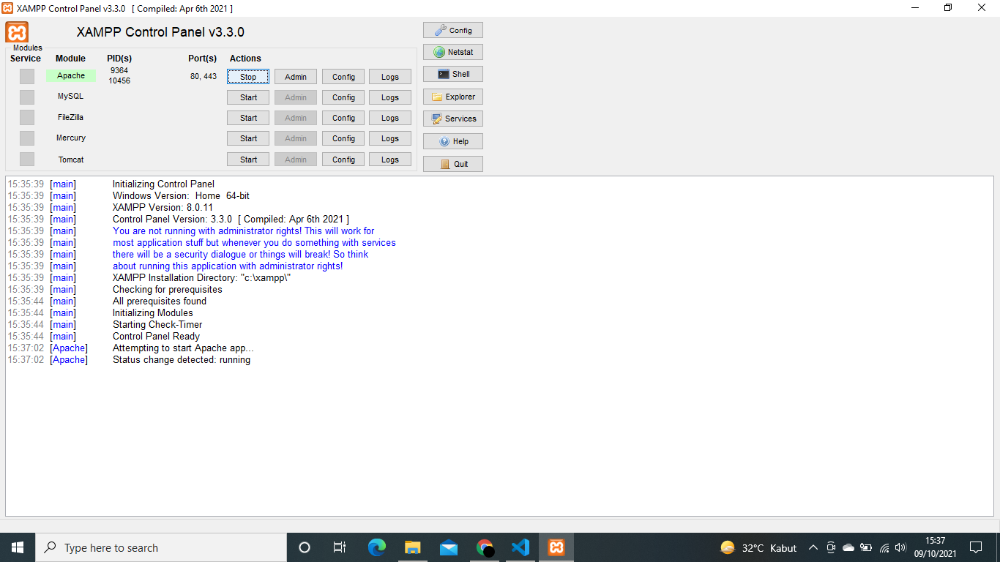 XAMPP Control Panel v3.3.0 [ Compiled: Apr 6th 2021 ]
XAMPP Control Panel v3.3.0
Config
Modules
Service Module PID(s) Port(s) Actions
Netstat
Apache 9364 10456 80, 443 Stop Admin Config Logs
Shell
MySQL Start Admin Config Logs
Explorer
FileZilla Start Admin Config Logs
Services
Mercury Start Admin Config Logs
Help
Tomcat Start Admin Config Logs
Quit
15:35:39 [main] Initializing Control Panel
15:35:39 [main] Windows Version: Home 64-bit
15:35:39 [main] XAMPP Version: 8.0.11
15:35:39 [main] Control Panel Version: 3.3.0 [ Compiled: Apr 6th 2021 ]
15:35:39 [main] You are not running with administrator rights! This will work for
15:35:39 [main] most application stuff but whenever you do something with services
15:35:39 [main] there will be a security dialogue or things will break! So think
15:35:39 [main] about running this application with administrator rights!
15:35:39 [main] XAMPP Installation Directory: "c:\xampp\"
15:35:39 [main] Checking for prerequisites
15:35:44 [main] All prerequisites found
15:35:44 [main] Initializing Modules
15:35:44 [main] Starting Check-Timer
15:35:44 [main] Control Panel Ready
15:37:02 [Apache] Attempting to start Apache app...
15:37:02 [Apache] Status change detected: running
Type here to search
32°C Kabut
15:37
09/10/2021